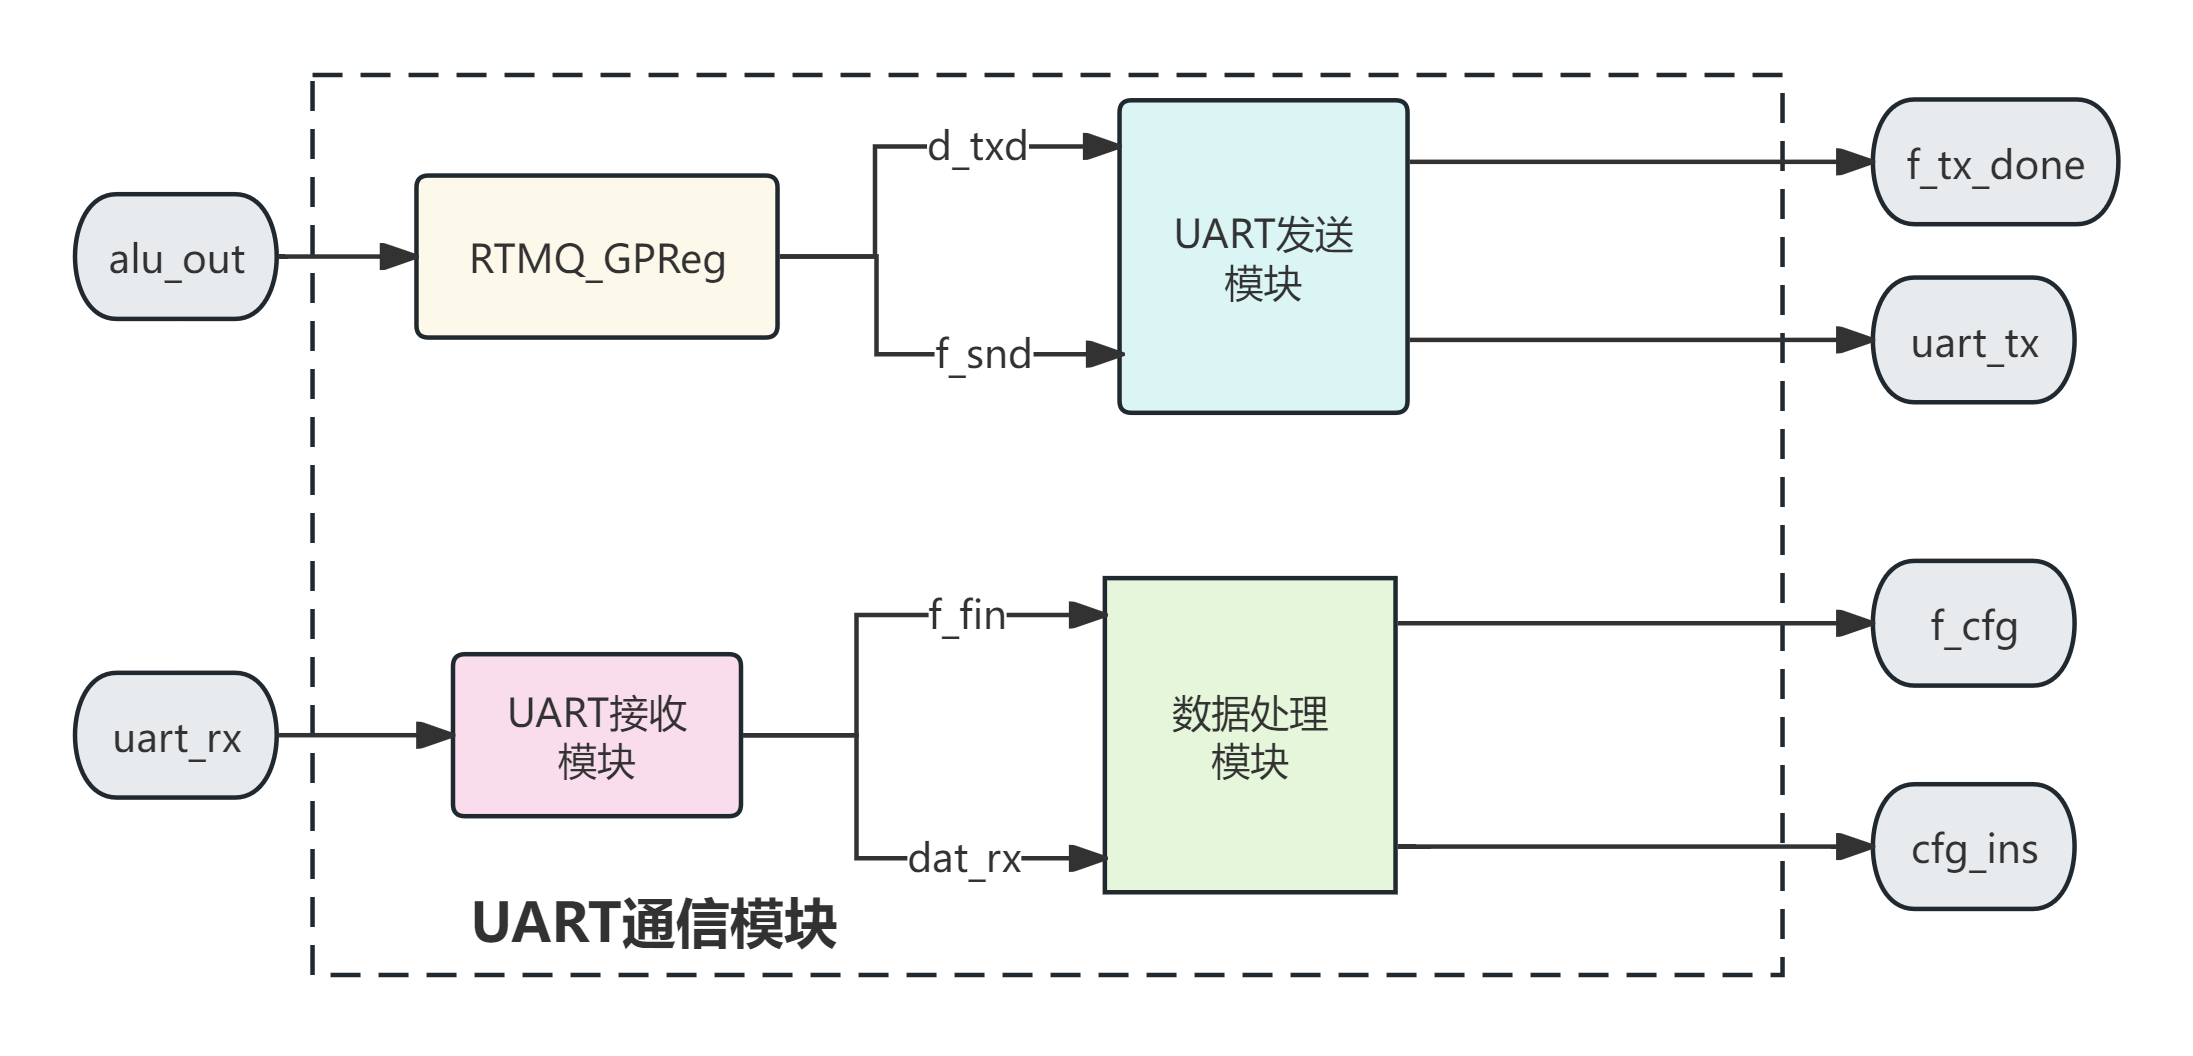 alu_out
RTMQ_GPReg
d_txd
f_snd
UART发送
模块
f_tx_done
uart_tx
uart_rx
UART接收
模块
f_fin
dat_rx
数据处理
模块
f_cfg
cfg_ins
UART通信模块